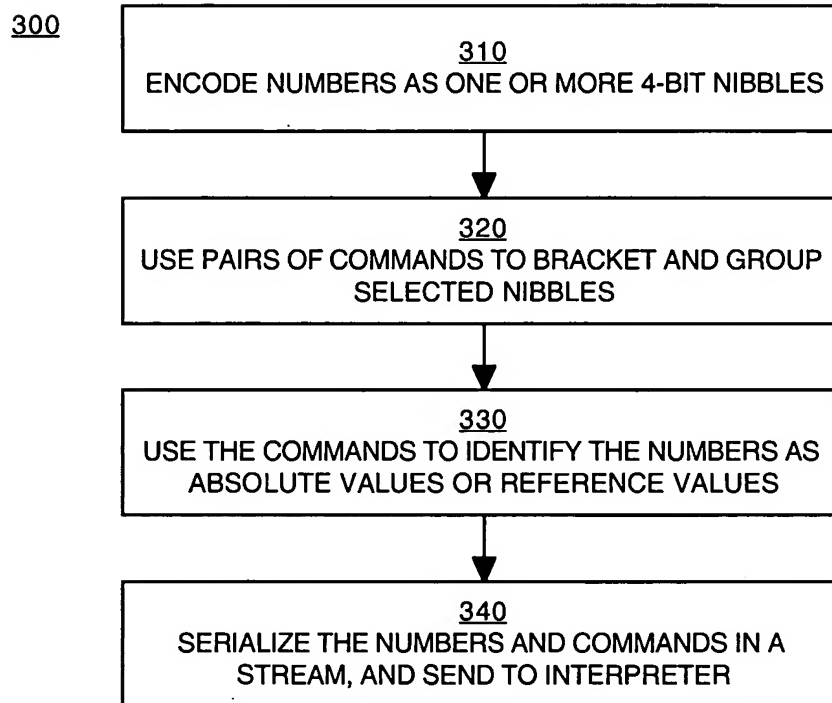 300
310
ENCODE NUMBERS AS ONE OR MORE 4-BIT NIBBLES
320
USE PAIRS OF COMMANDS TO BRACKET AND GROUP
SELECTED NIBBLES
330
USE THE COMMANDS TO IDENTIFY THE NUMBERS AS
ABSOLUTE VALUES OR REFERENCE VALUES
340
SERIALIZE THE NUMBERS AND COMMANDS IN A
STREAM, AND SEND TO INTERPRETER